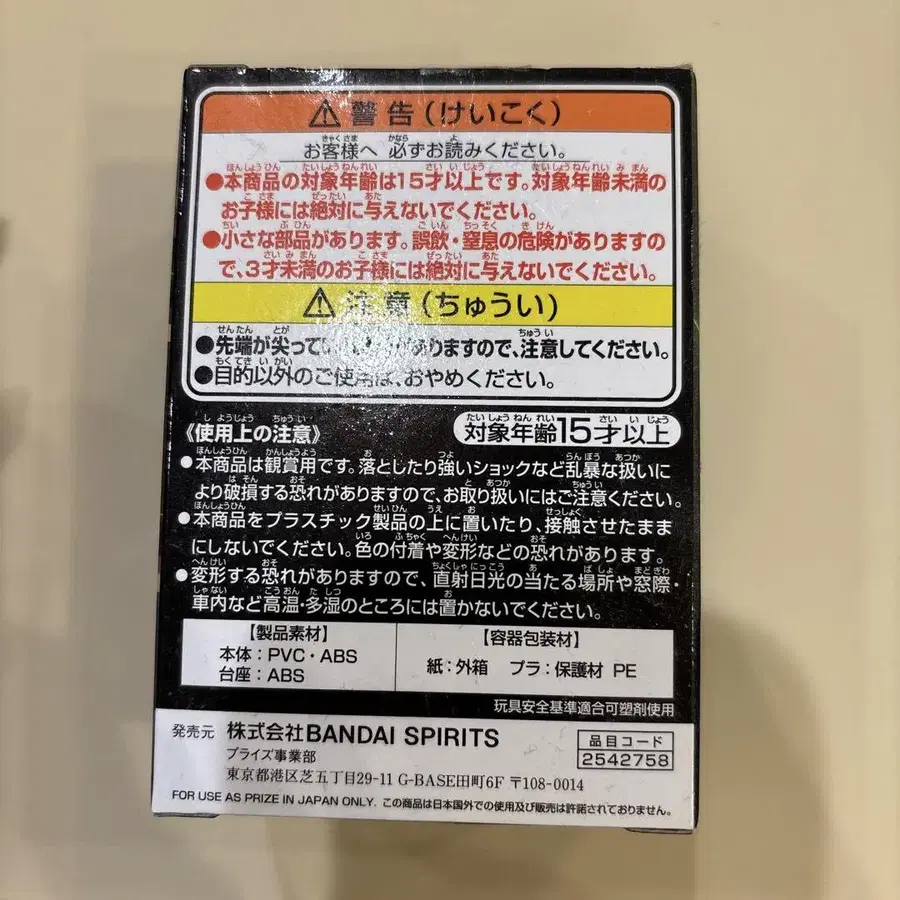 ⚠警告(けいこく)
お客様へ 必ずお読みください。
●本商品の対象年齢は15才以上です。対象年齢未満の
お子様には絶対に与えないでください。
●小さな部品があります。誤飲・窒息の危険がありますの
で、3才未満のお子様には絶対に与えないでください。
⚠注意(ちゅうい)
●先端が尖ってい がありますので、注意してください。
●目的以外のご使用は、おやめください。
《使用上の注意》
対象年齢15才以上
●本商品は観賞用です。落としたり強いショックなど乱暴な扱いに
より破損する恐れがありますので、お取り扱いにはご注意ください。
●本商品をプラスチック製品の上に置いたり、接触させたまま
にしないでください。色の付着や変形などの恐れがあります。
●変形する恐れがありますので、直射日光の当たる場所や窓際・
車内など高温・多湿のところには置かないでください。
【製品素材】
本体:PVC・ABS
台座:ABS
【容器包装材】
紙:外箱 プラ:保護材 PE
玩具安全基準適合可塑剤使用
発売元 株式会社BANDAI SPIRITS
プライズ事業部
東京都港区芝五丁目29-11 G-BASE田町6F 〒108-0014
品目コード
2542758
FOR USE AS PRIZE IN JAPAN ONLY. この商品は日本国外での使用及び販売は許諾されておりません。